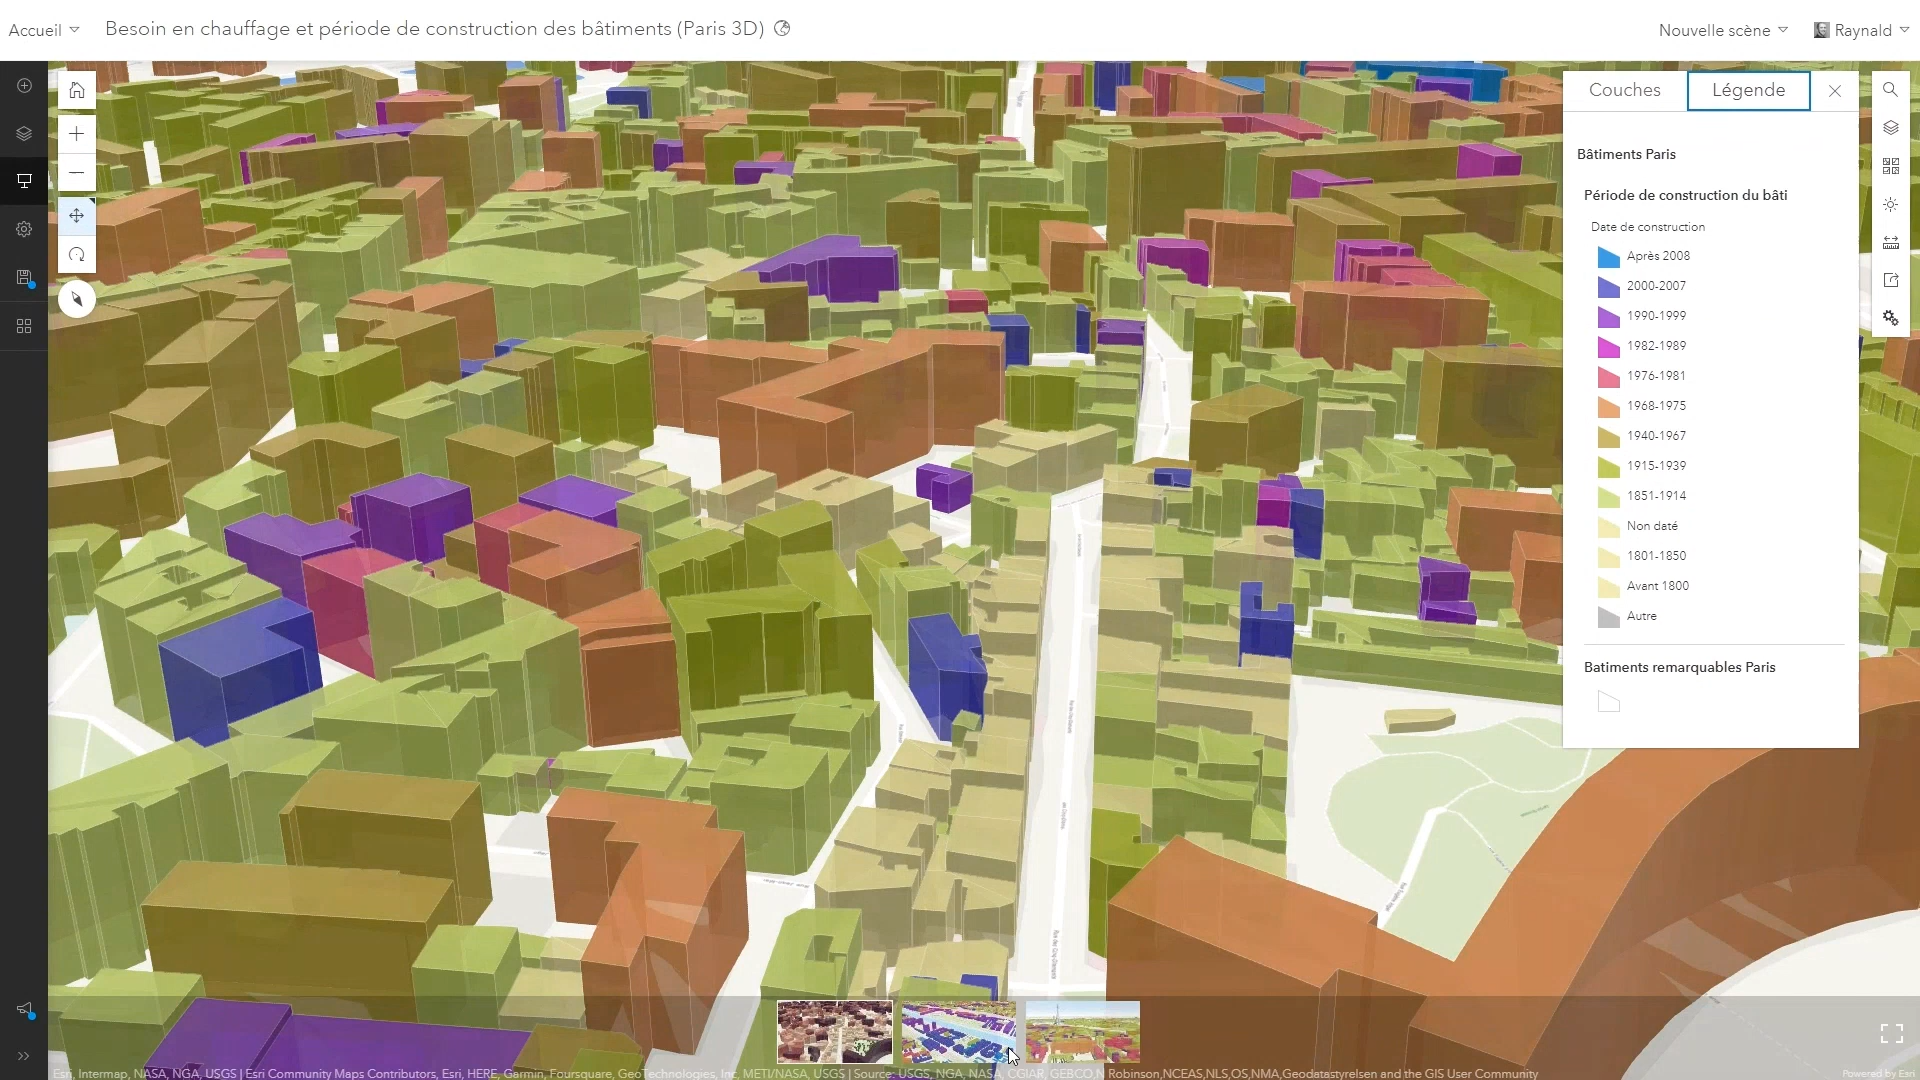 Accueil
Besoin en chauffage et période de construction des bâtiments (Paris 3D)
Nouvelle scène
Raynald
Couches
Légende
Bâtiments Paris
Période de construction du bâti
Date de construction
Après 2008
2000-2007
1990-1999
1982-1989
1976-1981
1968-1975
1940-1967
1915-1939
1851-1914
Non daté
1801-1850
Avant 1800
Autre
Batiments remarquables Paris
Esri, Intermap, NASA, NGA, USGS | Esri Community Maps Contributors, Esri, HERE, Garmin, Foursquare, GeoTechnologies, Inc, METI/NASA, USGS | Source: USGS, NGA, NASA, CGIAR, GEBCO,N Robinson,NCEAS,NLS,OS,NMA,Geodatastyrelsen and the GIS User Community
Powered by Esri